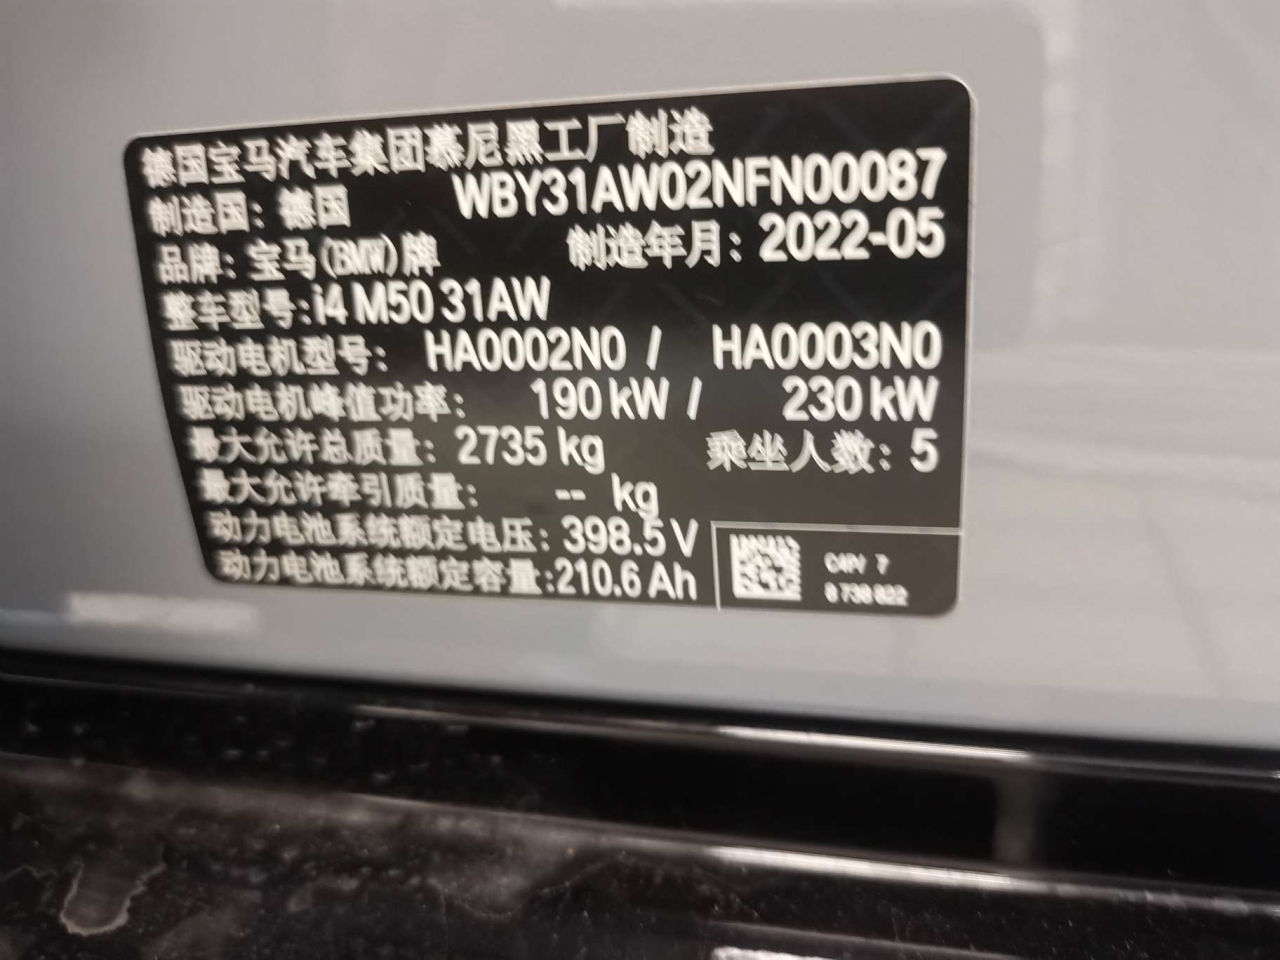 德国宝马汽车集团慕尼黑工厂制造
制造国：德国 WBY31AW02NFN00087
品牌：宝马(BMW)牌 制造年月：2022-05
整车型号：i4 M50 31AW
驱动电机型号： HA0002N0 / HA0003N0
驱动电机峰值功率： 190 kW / 230 kW
最大允许总质量：2735 kg 乘坐人数：5
最大允许牵引质量： -- kg
动力电池系统额定电压：398.5 V
动力电池系统额定容量：210.6 Ah
7
8 738 822